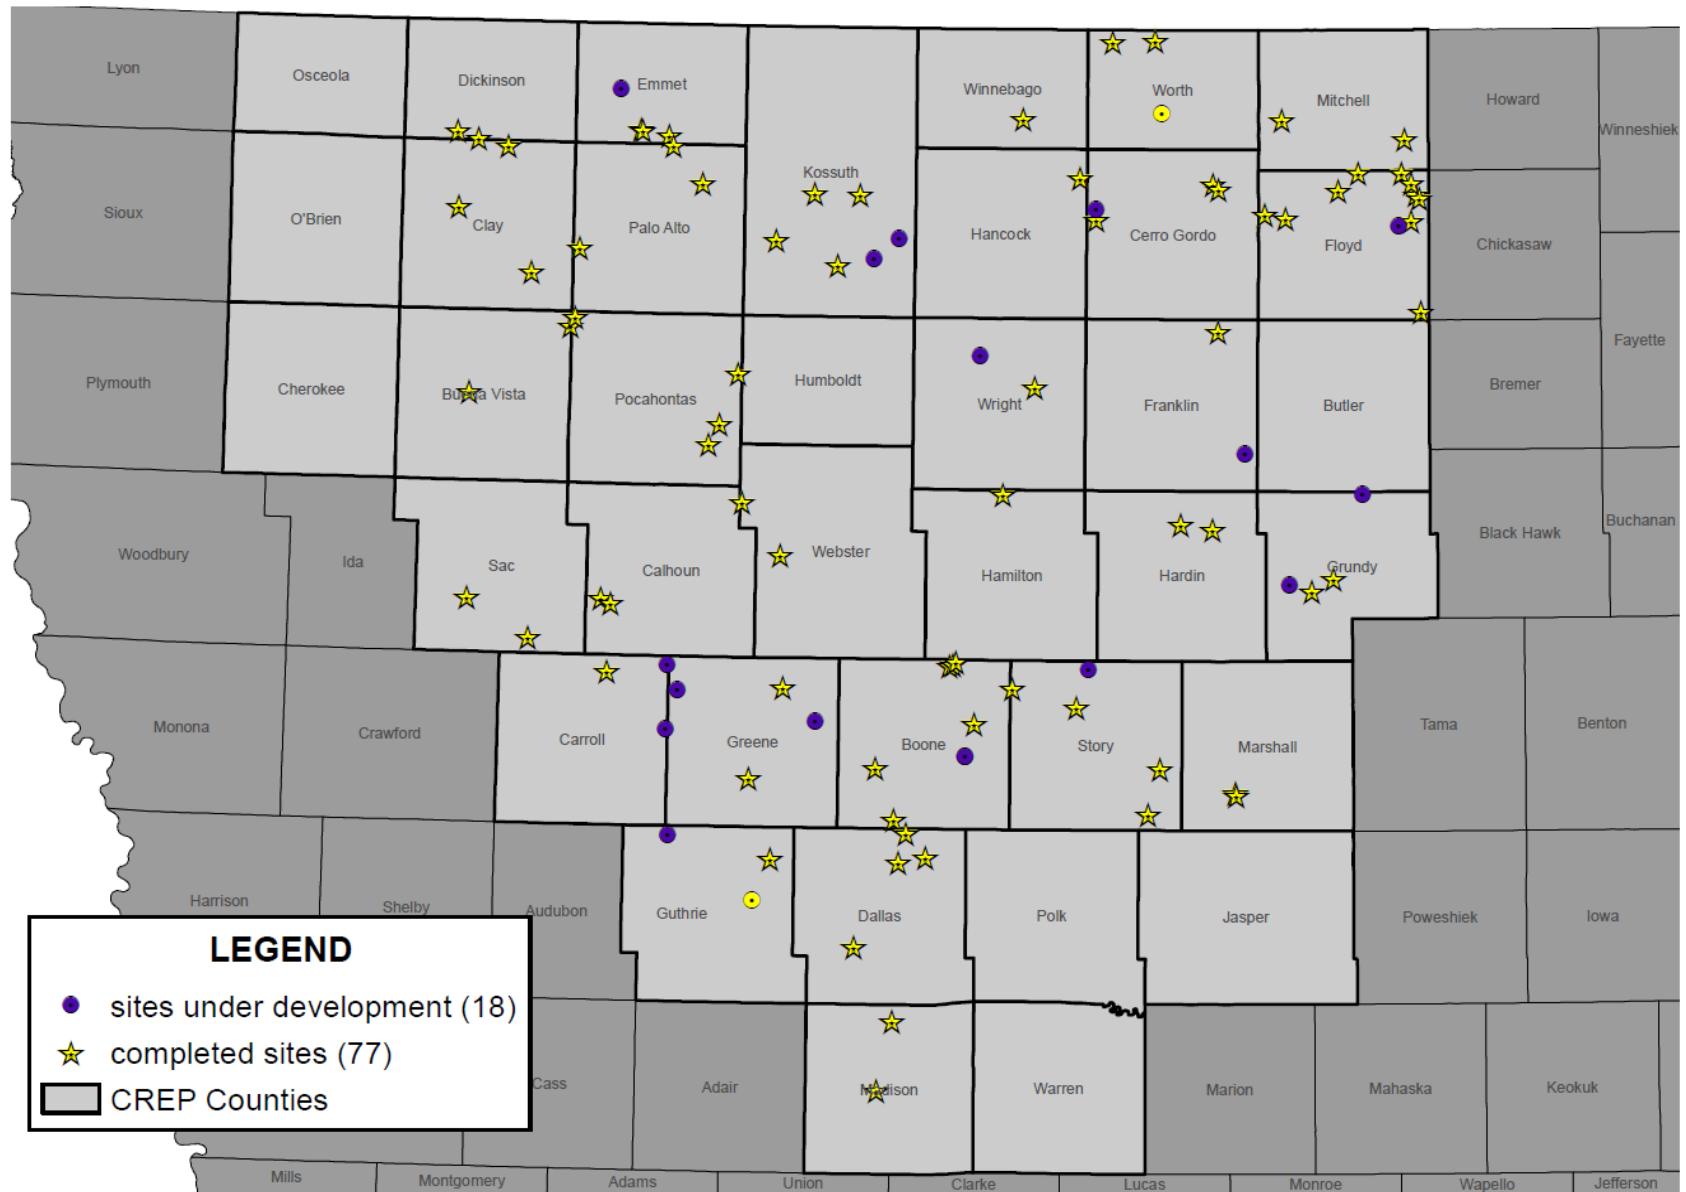 Lyon
Osceola
Dickinson
Emmet
Winnebago
Worth
Mitchell
Howard
Winneshiek
Kossuth
Sioux
O'Brien
Clay
Palo Alto
Hancock
Cerro Gordo
Floyd
Chickasaw
Plymouth
Cherokee
Buena Vista
Pocahontas
Humboldt
Wright
Franklin
Butler
Bremer
Fayette
Woodbury
Ida
Sac
Calhoun
Webster
Hamilton
Hardin
Grundy
Black Hawk
Buchanan
Monona
Crawford
Carroll
Greene
Boone
Story
Marshall
Tama
Benton
Harrison
Shelby
Audubon
Guthrie
Dallas
Polk
Jasper
Poweshiek
Iowa
LEGEND
sites under development (18)
completed sites (77)
CREP Counties
Cass
Adair
Madison
Warren
Marion
Mahaska
Keokuk
Mills
Montgomery
Adams
Union
Clarke
Lucas
Monroe
Wapello
Jefferson